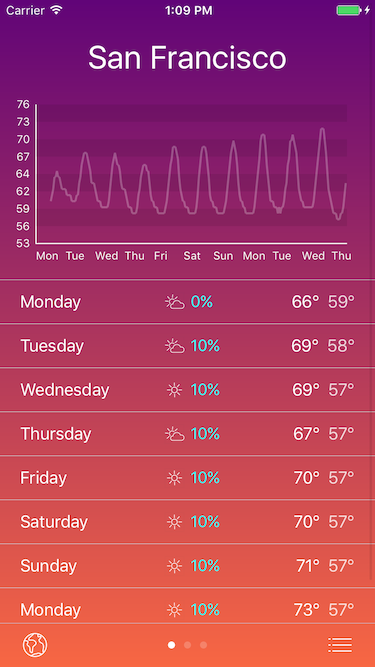 Carrier 1:09 PM
San Francisco
76
73
70
67
64
62
59
56
53
Mon Tue Wed Thu Fri Sat Sun Mon Tue Wed Thu
Monday 0% 66° 59°
Tuesday 10% 69° 58°
Wednesday 10% 69° 57°
Thursday 10% 67° 57°
Friday 10% 70° 57°
Saturday 10% 70° 57°
Sunday 10% 71° 57°
Monday 10% 73° 57°